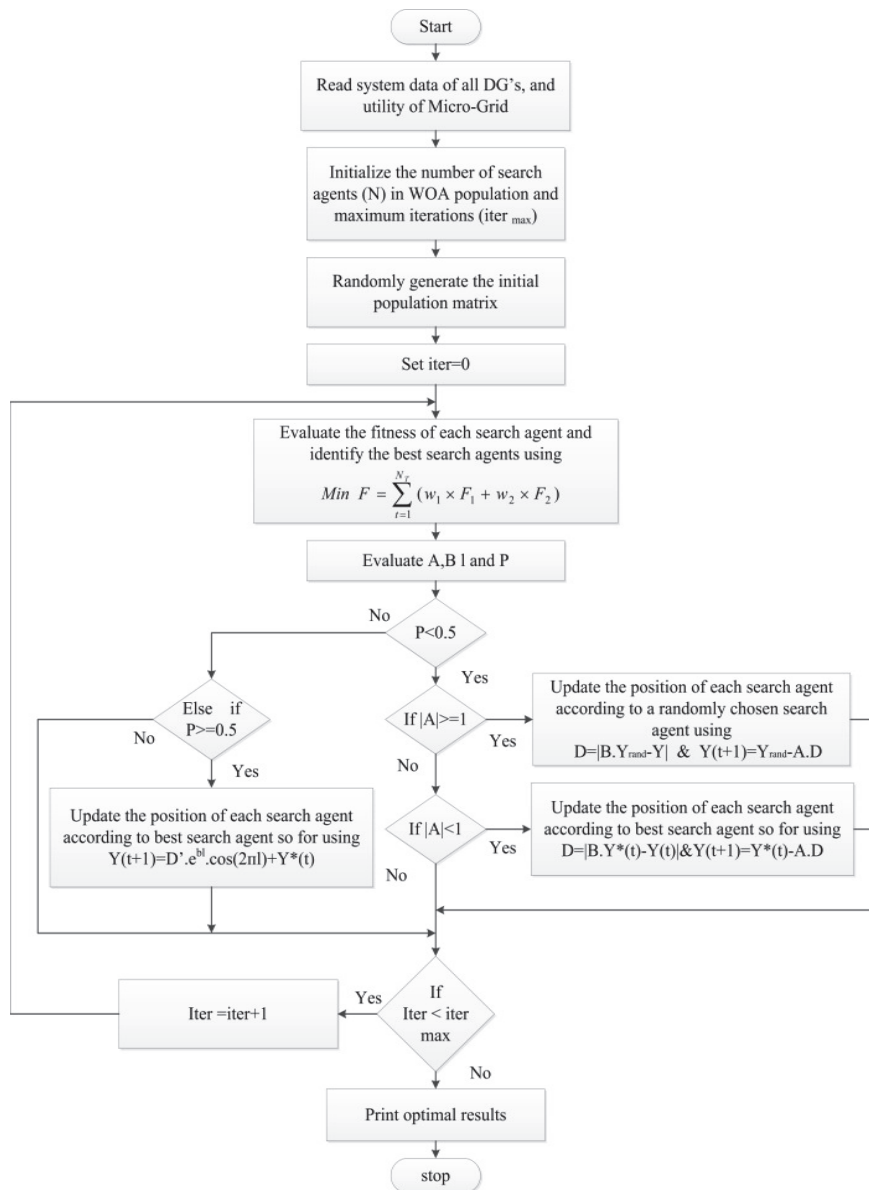 Start
Read system data of all DG's, and
utility of Micro-Grid
Initialize the number of search
agents (N) in WOA population and
maximum iterations (iter max)
Randomly generate the initial
population matrix
Set iter=0
Evaluate the fitness of each search agent and
identify the best search agents using
Min F = ∑_{t=1}^{N_T} (w₁ × F₁ + w₂ × F₂)
Evaluate A,B l and P
No
P<0.5
Yes
Else if
P>=0.5
No
Yes
If |A|>=1
Yes
No
Update the position of each search agent
according to a randomly chosen search
agent using
D=|B.Yrand-Y| & Y(t+1)=Yrand-A.D
Update the position of each search agent
according to best search agent so for using
Y(t+1)=D’.e^{bl}.cos(2πl)+Y*(t)
If |A|<1
Yes
No
Update the position of each search agent
according to best search agent so for using
D=|B.Y*(t)-Y(t)|&Y(t+1)=Y*(t)-A.D
Iter =iter+1
Yes
If
Iter < iter
max
No
Print optimal results
stop